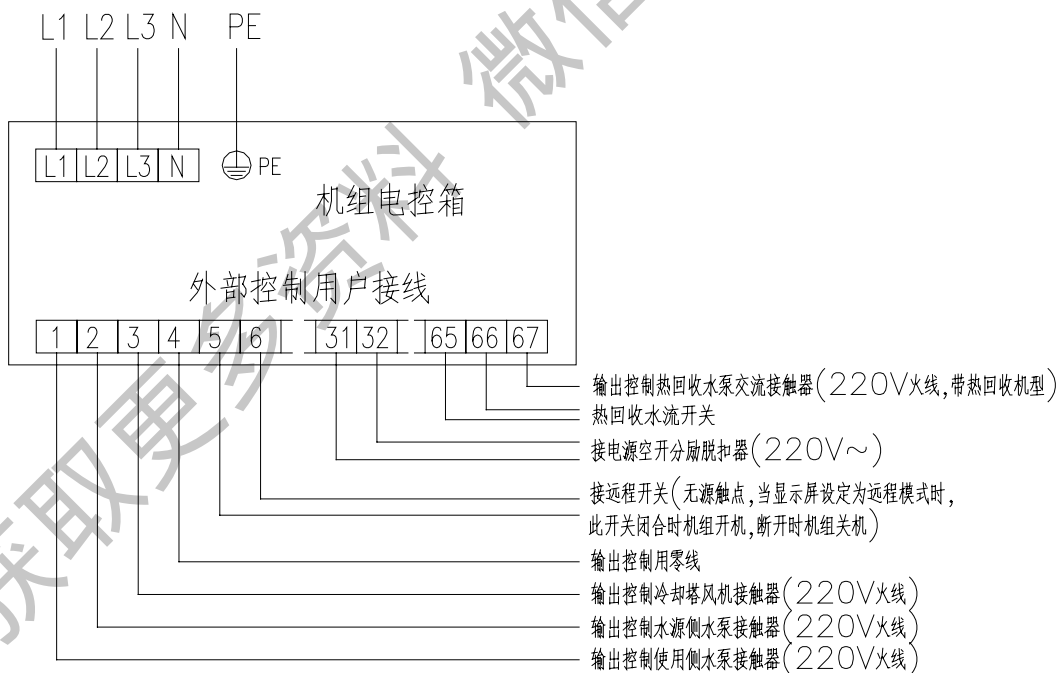 L1 L2 L3 N PE
L1 L2 L3 N PE
机组电控箱
外部控制用户接线
1 2 3 4 5 6 31 32 65 66 67
输出控制热回收水泵交流接触器(220V火线,带热回收机型)
热回收水流开关
接电源空开分励脱扣器(220V~)
接远程开关(无源触点,当显示屏设定为远程模式时,
此开关闭合时机组开机,断开时机组关机)
输出控制用零线
输出控制冷却塔风机接触器(220V火线)
输出控制水源侧水泵接触器(220V火线)
输出控制使用侧水泵接触器(220V火线)
获取更多资料 微信